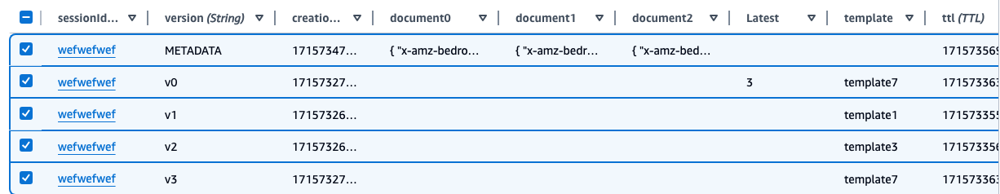 sessionId... version (String) creatio... document0 document1 document2 Latest template ttl (TTL)
wefwefwef METADATA 17157347... { "x-amz-bedro... { "x-amz-bedr... { "x-amz-bed... 171573569
wefwefwef v0 17157327... 3 template7 171573363
wefwefwef v1 17157326... template1 171573355
wefwefwef v2 17157326... template3 171573356
wefwefwef v3 17157327... template7 171573363